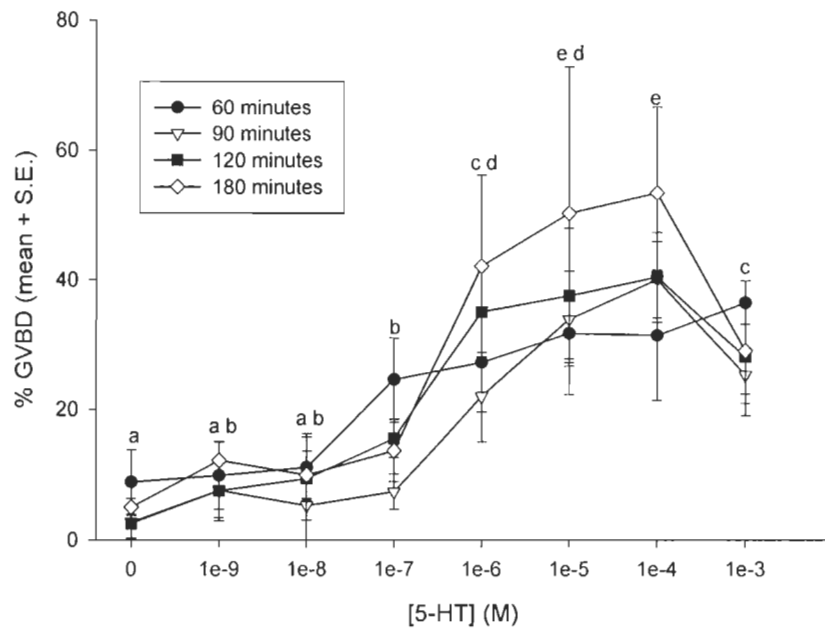 80
60
40
20
0
% GVBD (mean + S.E.)
60 minutes
90 minutes
120 minutes
180 minutes
a
a b
a b
b
c d
e d
e
c
0 1e-9 1e-8 1e-7 1e-6 1e-5 1e-4 1e-3
[5-HT] (M)